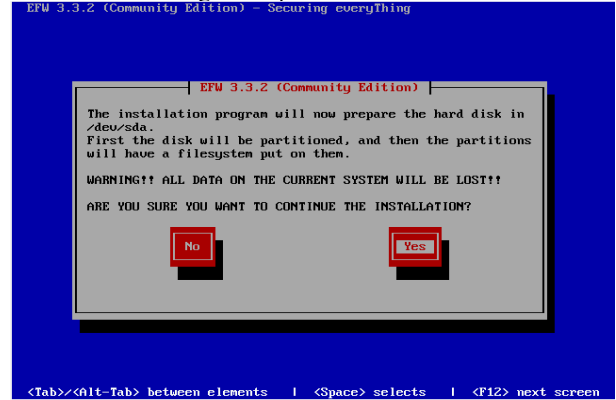 EFW 3.3.2 (Community Edition) - Securing everyThing
EFW 3.3.2 (Community Edition)
The installation program will now prepare the hard disk in
/dev/sda.
First the disk will be partitioned, and then the partitions
will have a filesystem put on them.
WARNING!! ALL DATA ON THE CURRENT SYSTEM WILL BE LOST!!
ARE YOU SURE YOU WANT TO CONTINUE THE INSTALLATION?
No Yes
<Tab>/<Alt-Tab> between elements | <Space> selects | <F12> next screen